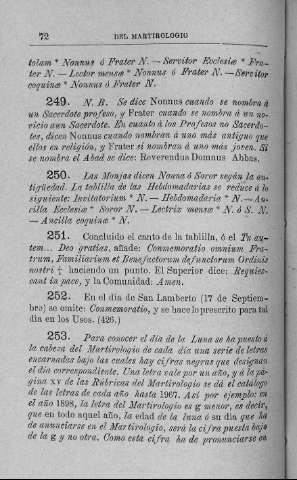 72 DEL MARTIROLOGIO
tolam * Nonnus ó Frater N. — Servitor Ecclesiæ * Fra-
ter N. — Lector mensæ * Nonnus ó Frater N. — Servitor
coquinæ * Nonnus ó Frater N.
249. N. B. Se dice Nonnus cuando se nombra á
un Sacerdote profeso, y Frater cuando se nombra á un no-
vicio aun Sacerdote. En cuanto á los Profesos no Sacerdo-
tes, dicen Nonnus cuando nombran á uno más antiguo que
ellos en religión, y Frater si nombran á uno más joven. Si
se nombra el Abad se dice: Reverendus Domnus Abbas.
250. Las Monjas dicen Nonna ó Soror según la an-
tigüedad. La tablilla de las Hebdomadarias se reduce á lo
siguiente: Invitatorium * N. — Hebdomadaria * N. — An-
cilla Ecclesiæ * Soror N. — Lectrix mensæ * N. ó S. N.
— Ancilla coquinæ * N.
251. Concluído el canto de la tablilla, ó el Tu au-
tem... Deo gratias, añade: Conmemoratio omnium Fra-
trum, Familiarium et Benefactorum defunctorum Ordinis
nostri † haciendo un punto. El Superior dice: Requies-
cant in pace, y la Comunidad: Amen.
252. En el día de San Lamberto (17 de Septiem-
bre) se omite: Conmemoratio, y se hace lo prescrito para tal
día en los Usos. (426.)
253. Para conocer el día de la Luna se ha puesto á
la cabeza del Martirologio de cada día una serie de letras
encarnadas bajo las cuales hay cifras negras que designan
el día correspondiente. Una letra vale por un año, y á la pá-
gina XV de las Rúbricas del Martirologio se dá el catálogo
de las letras de cada año hasta 1967. Así por ejemplo: en
el año 1898, la letra del Martirologio es g menor, es decir,
que en todo aquel año, la edad de la luna ó su día que ha
de anunciarse en el Martirologio, será la cifra puesta bajo
de la g y no otra. Como esta cifra ha de pronunciarse en